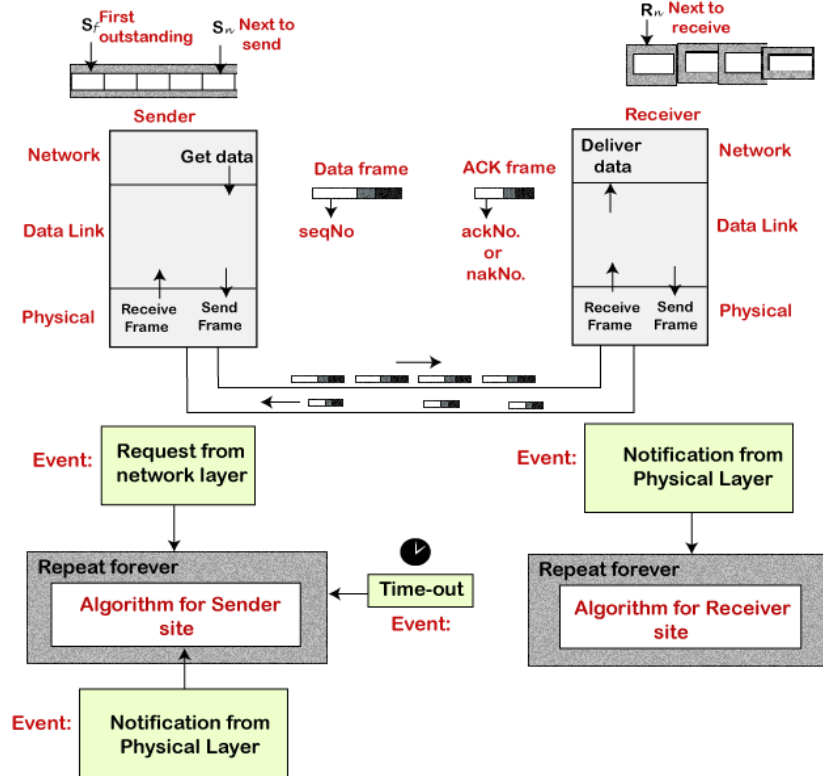 S𝑓 First
outstanding
S𝑛 Next to
send
R𝑛 Next to
receive
Sender
Receiver
Network
Get data
Data Link
Physical
Receive
Frame
Send
Frame
Data frame
seqNo
ACK frame
ackNo.
or
nakNo.
Deliver
data
Network
Data Link
Receive
Frame
Send
Frame
Physical
Event:
Request from
network layer
Event:
Notification from
Physical Layer
Repeat forever
Algorithm for Sender
site
Time-out
Event:
Repeat forever
Algorithm for Receiver
site
Event:
Notification from
Physical Layer